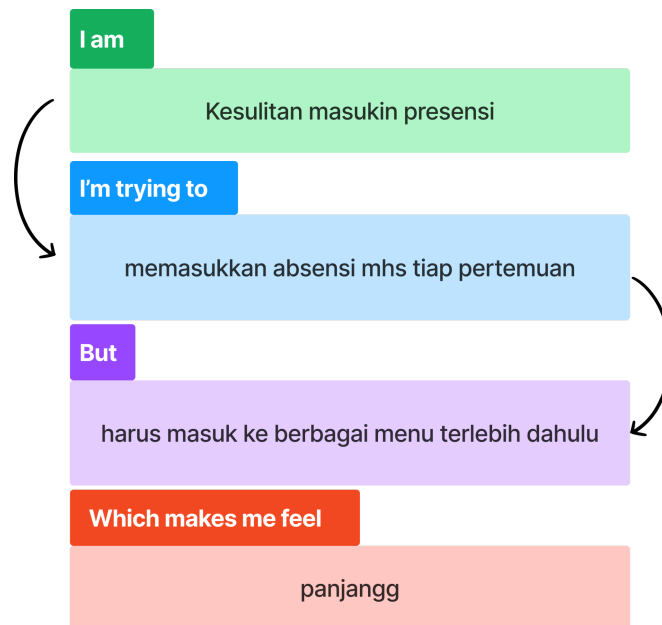 I am
Kesulitan masukin presensi
I'm trying to
memasukkan absensi mhs tiap pertemuan
But
harus masuk ke berbagai menu terlebih dahulu
Which makes me feel
panjangg